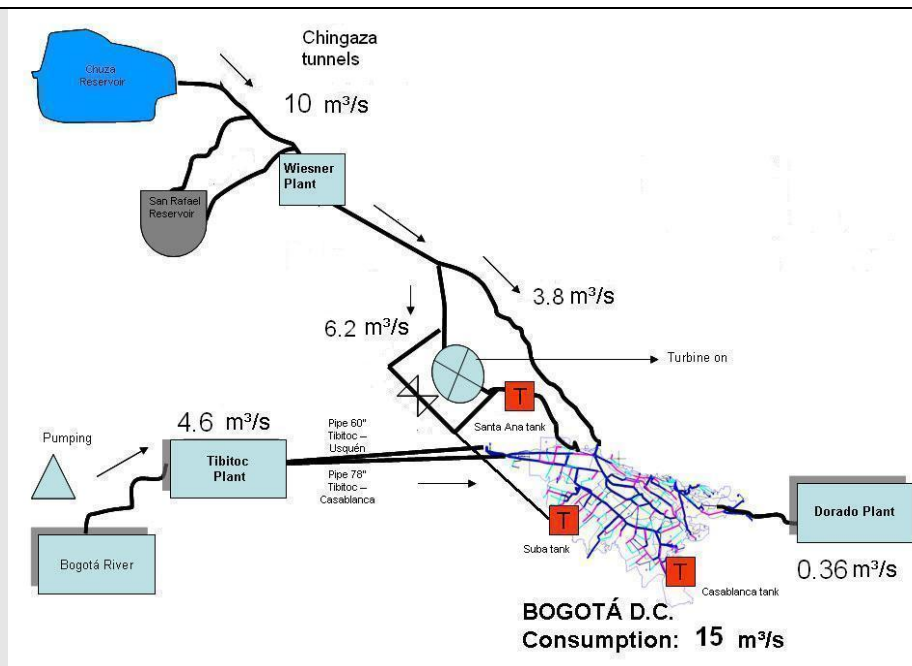 Chingaza
tunnels
Chuza
Reservoir
10 m³/s
Wiesner
Plant
San Rafael
Reservoir
3.8 m³/s
6.2 m³/s
Turbine on
T
Santa Ana tank
4.6 m³/s
Pumping
Pipe 60"
Tibitoc –
Usquén
Tibitoc
Plant
Pipe 78"
Tibitoc –
Casablanca
Dorado Plant
T
Suba tank
Bogotá River
T
0.36 m³/s
Casablanca tank
BOGOTÁ D.C.
Consumption: 15 m³/s